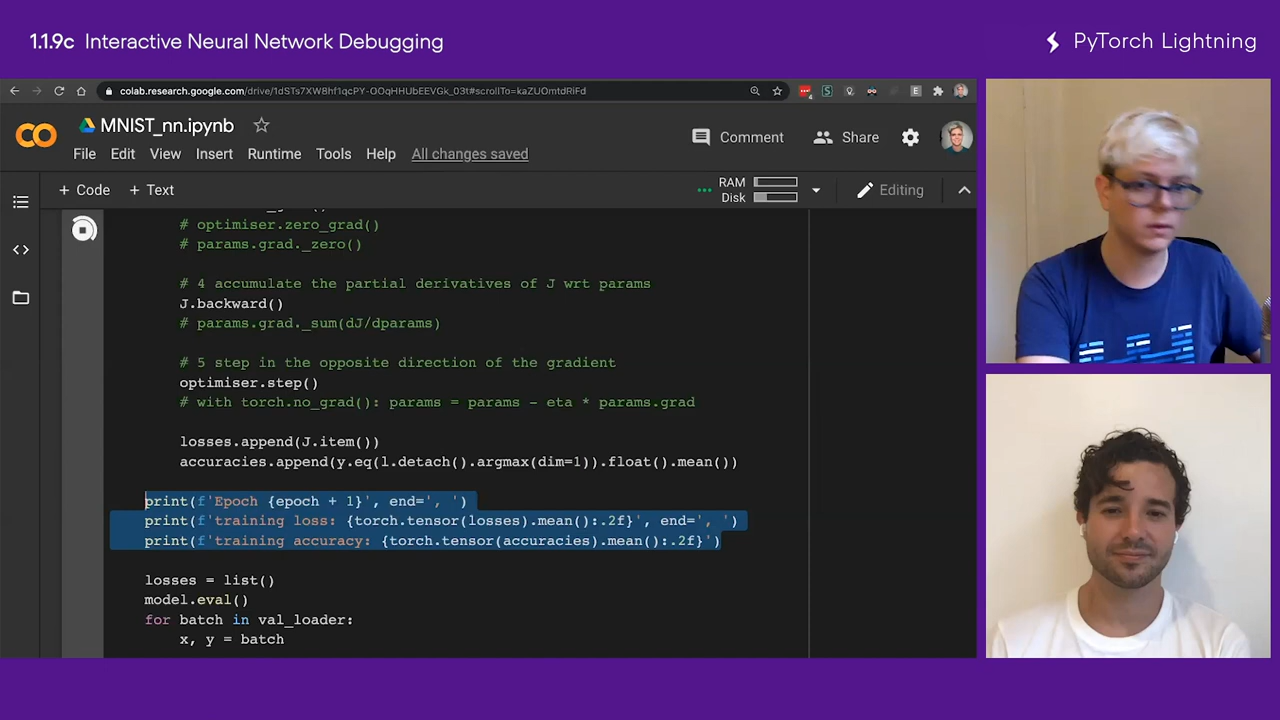 1.1.9c Interactive Neural Network Debugging
PyTorch Lightning
colab.research.google.com/drive/1dSTs7XW8hf1qcPY-OOqHHUbEEVGk_03t#scrollTo=kaZUOmtdRiFd
MNIST_nn.ipynb
Comment
Share
File Edit View Insert Runtime Tools Help All changes saved
+ Code + Text
RAM
Disk
Editing
# optimiser.zero_grad()
# params.grad._zero()
# 4 accumulate the partial derivatives of J wrt params
J.backward()
# params.grad._sum(dJ/dparams)
# 5 step in the opposite direction of the gradient
optimiser.step()
# with torch.no_grad(): params = params - eta * params.grad
losses.append(J.item())
accuracies.append(y.eq(l.detach().argmax(dim=1)).float().mean())
print(f'Epoch {epoch + 1}', end=', ')
print(f'training loss: {torch.tensor(losses).mean():.2f}', end=', ')
print(f'training accuracy: {torch.tensor(accuracies).mean():.2f}')
losses = list()
model.eval()
for batch in val_loader:
x, y = batch